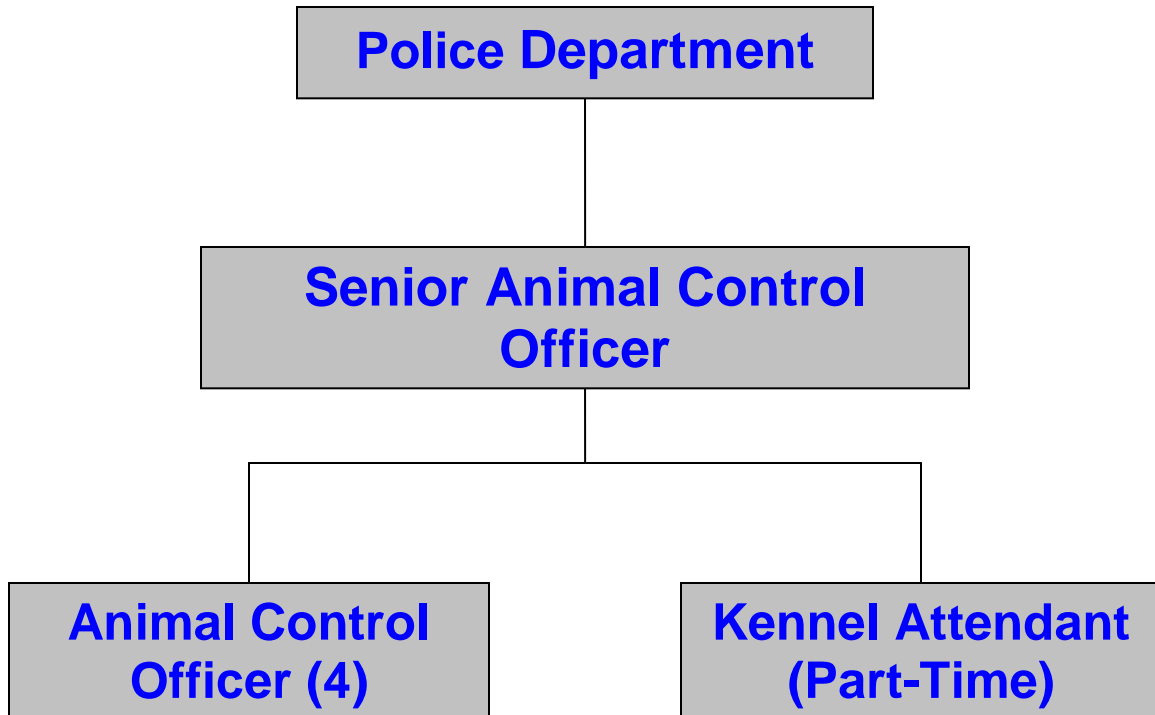 Police Department
Senior Animal Control
Officer
Animal Control
Officer (4)
Kennel Attendant
(Part-Time)